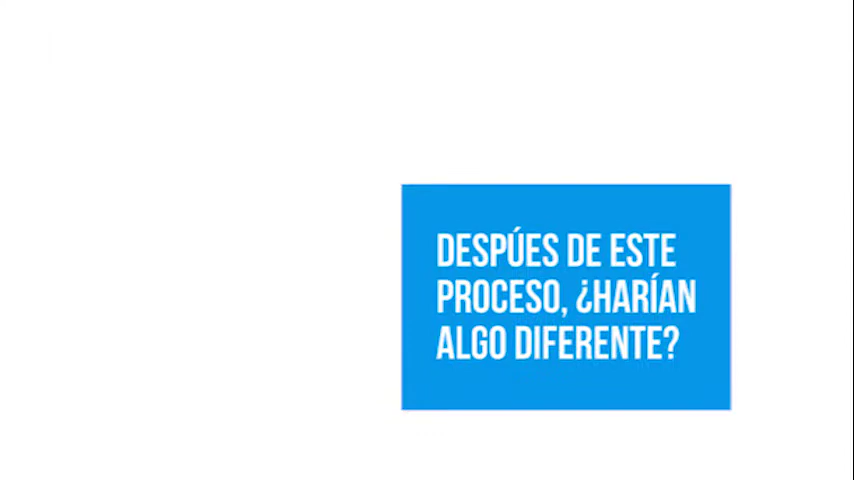 DESPÚES DE ESTE
PROCESO, ¿HARÍAN
ALGO DIFERENTE?